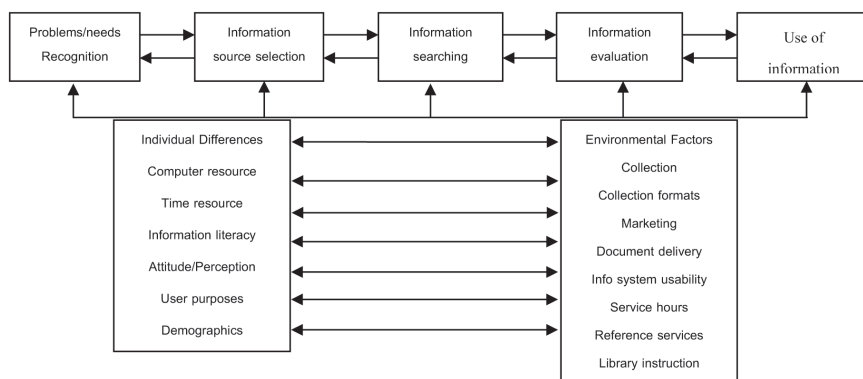 Problems/needs
Recognition
Information
source selection
Information
searching
Information
evaluation
Use of
information
Individual Differences
Computer resource
Time resource
Information literacy
Attitude/Perception
User purposes
Demographics
Environmental Factors
Collection
Collection formats
Marketing
Document delivery
Info system usability
Service hours
Reference services
Library instruction